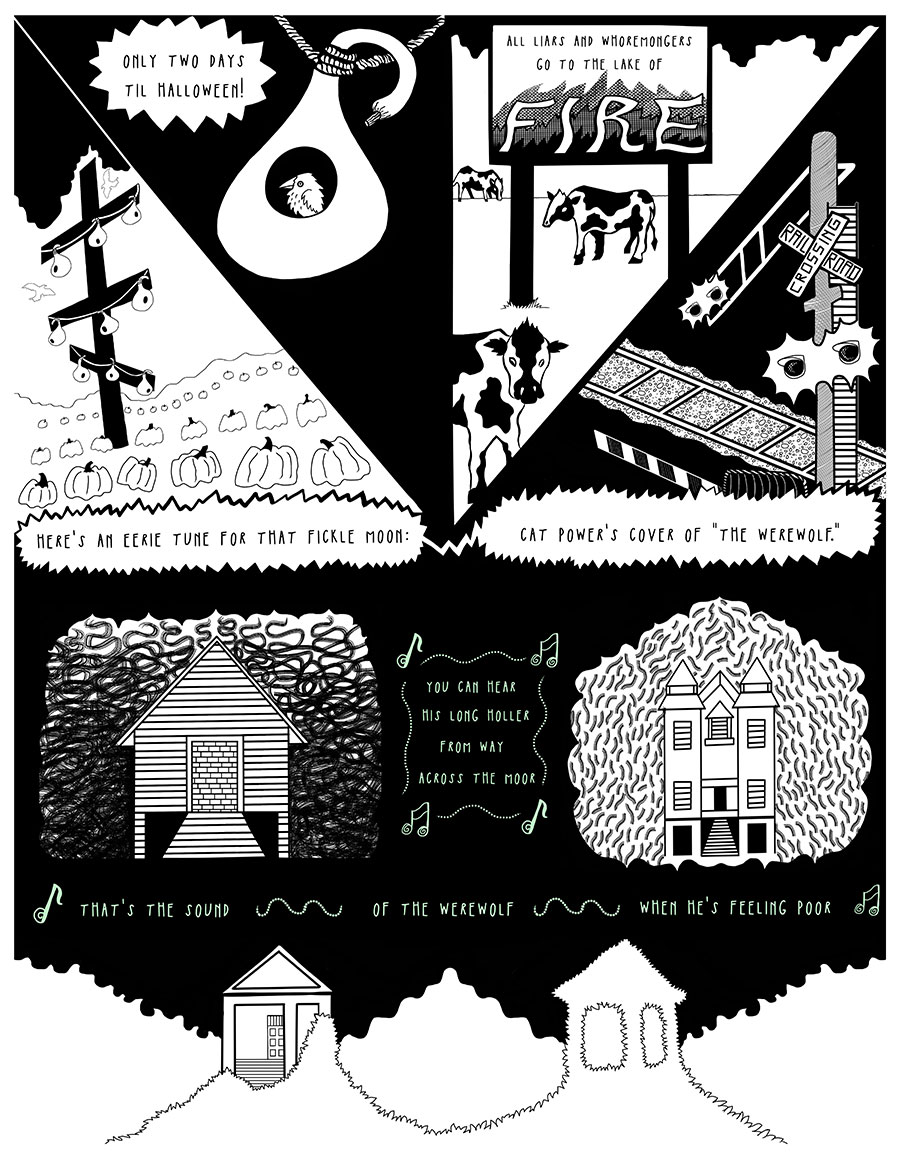 ONLY TWO DAYS
TIL HALLOWEEN!
ALL LIARS AND WHOREMONGERS
GO TO THE LAKE OF
FIRE
RAIL ROAD
CROSSING
HERE'S AN EERIE TUNE FOR THAT FICKLE MOON:
CAT POWER'S COVER OF "THE WEREWOLF."
YOU CAN HEAR
HIS LONG HOLLER
FROM WAY
ACROSS THE MOOR
THAT'S THE SOUND OF THE WEREWOLF WHEN HE'S FEELING POOR